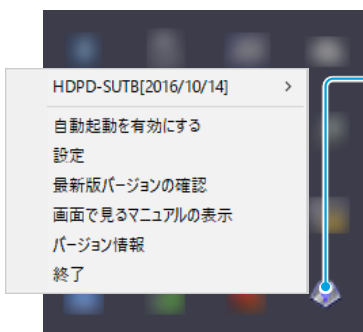 HDPD-SUTB[2016/10/14] >
自動起動を有効にする
設定
最新版バージョンの確認
画面で見るマニュアルの表示
バージョン情報
終了